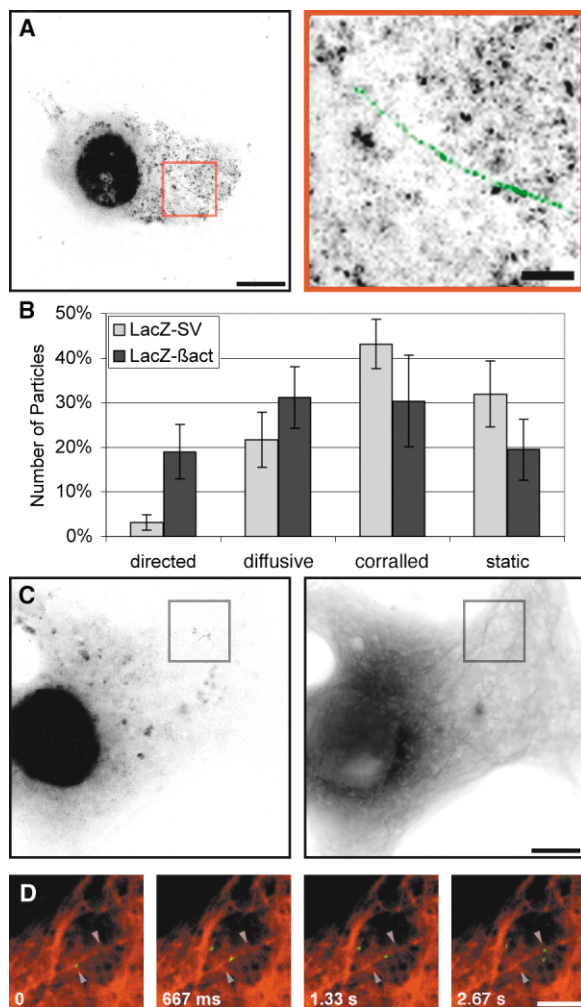 A
B
50%
40%
30%
20%
10%
0%
Number of Particles
LacZ-SV
LacZ-ßact
directed diffusive corralled static
C
D
0 667 ms 1.33 s 2.67 s